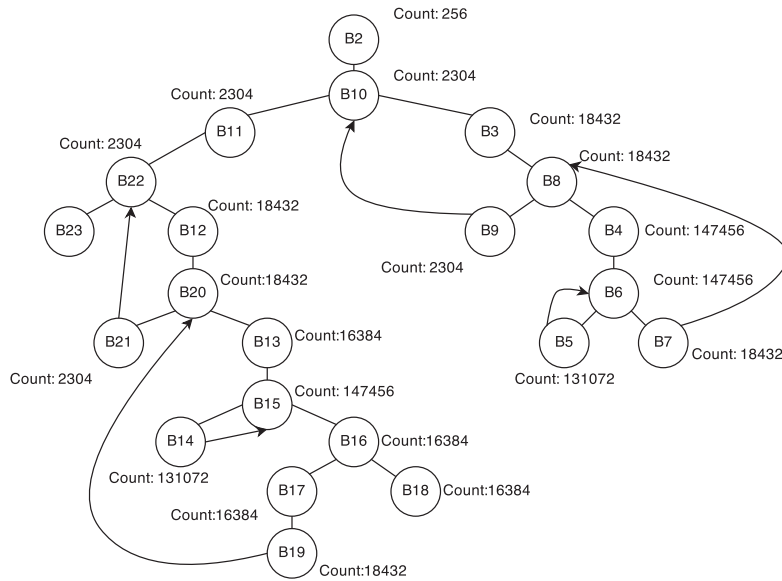 Count: 256
B2
Count: 2304
B10
Count: 2304
B11
B3
Count: 18432
Count: 2304
B22
Count: 18432
B8
Count: 18432
B23
B12
B9
B4
Count: 147456
Count: 2304
B20
Count:18432
B6
Count: 147456
B21
B13
Count:16384
B5
B7
Count: 18432
Count: 2304
Count: 131072
B15
Count: 147456
B14
B16
Count:16384
Count: 131072
B17
B18
Count:16384
Count:16384
B19
Count:18432